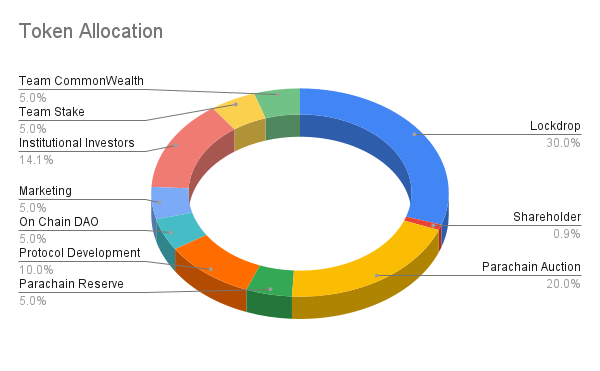 Token Allocation
Team CommonWealth
5.0%
Team Stake
5.0%
Institutional Investors
14.1%
Marketing
5.0%
On Chain DAO
5.0%
Protocol Development
10.0%
Parachain Reserve
5.0%
Lockdrop
30.0%
Shareholder
0.9%
Parachain Auction
20.0%